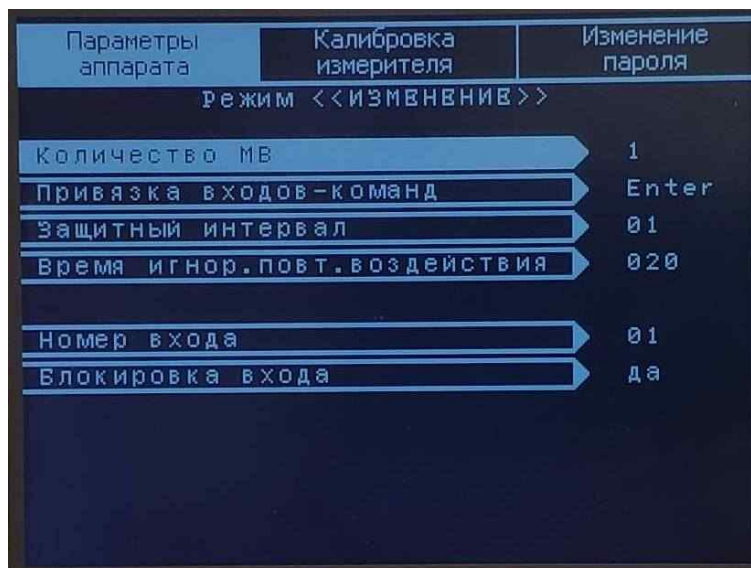 Параметры аппарата
Калибровка измерителя
Изменение пароля
Режим <<ИЗМЕНЕНИЕ>>
Количество МВ 1
Привязка входов-команд Enter
Защитный интервал 01
Время игнор.повт.воздействия 020
Номер входа 01
Блокировка входа да